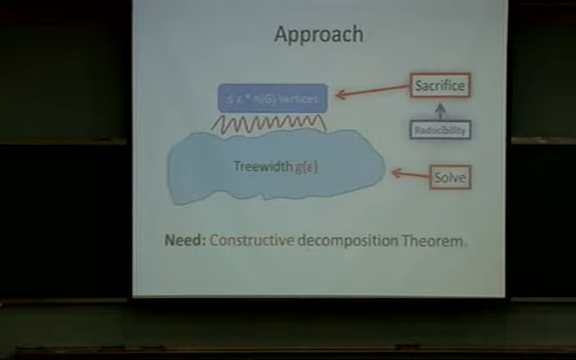 Approach
≤ ε * π(G) vertices
Sacrifice
Reducibility
Treewidth g(ε)
Solve
Need: Constructive decomposition Theorem.